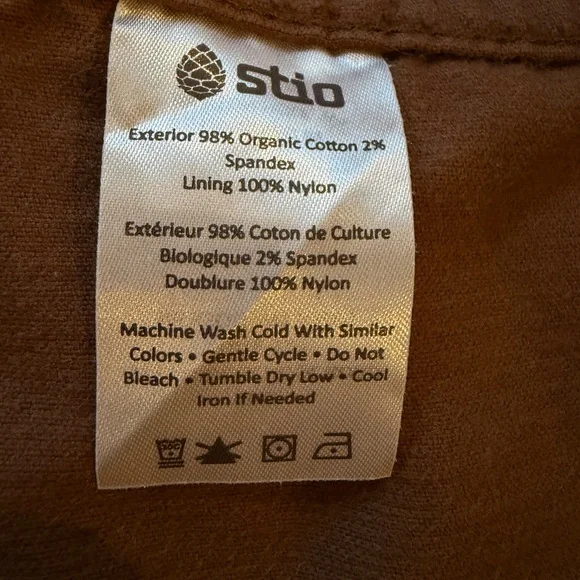 stio
Exterior 98% Organic Cotton 2%
Spandex
Lining 100% Nylon
Extérieur 98% Coton de Culture
Biologique 2% Spandex
Doublure 100% Nylon
Machine Wash Cold With Similar
Colors • Gentle Cycle • Do Not
Bleach • Tumble Dry Low • Cool
Iron If Needed